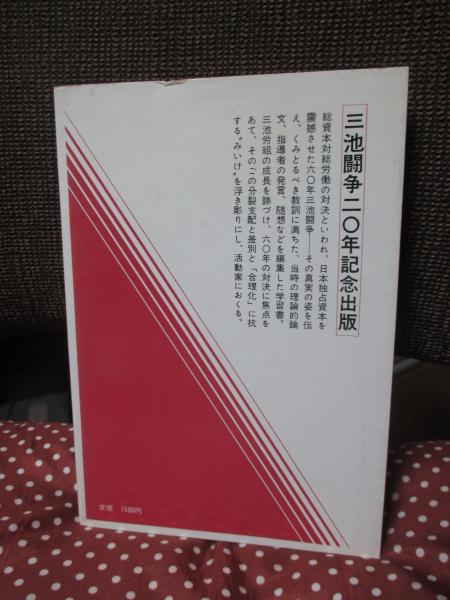 三池闘争二〇年記念出版
総資本対総労働の対決といわれ、日本独占資本を
震撼させた六〇年三池闘争――その真実の姿を伝
え、くみとるべき教訓に満ちた、当時の理論的論
文、指導者の発言、随想などを編集した学習書。
三池労組の成長を跡づけ、六〇年の対決に焦点を
あて、そのごの分裂支配と差別と「合理化」に抗
する〝みいけ〟を浮き彫りにし、活動家におくる。
定価 1500円